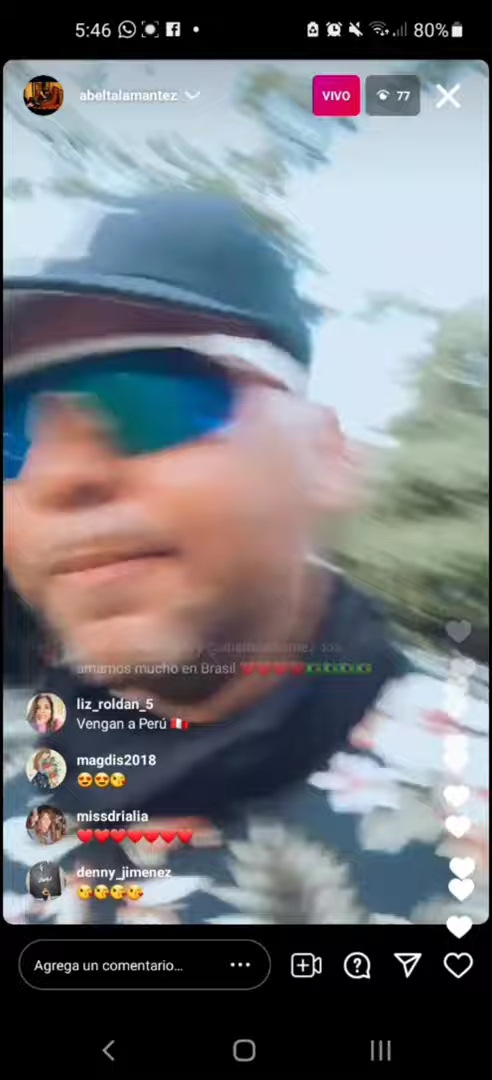 5:46
80%
abeltalamantez
VIVO
77
amamos mucho en Brasil
liz_roldan_5
Vengan a Perú
magdis2018
missdrialia
denny_jimenez
Agrega un comentario...